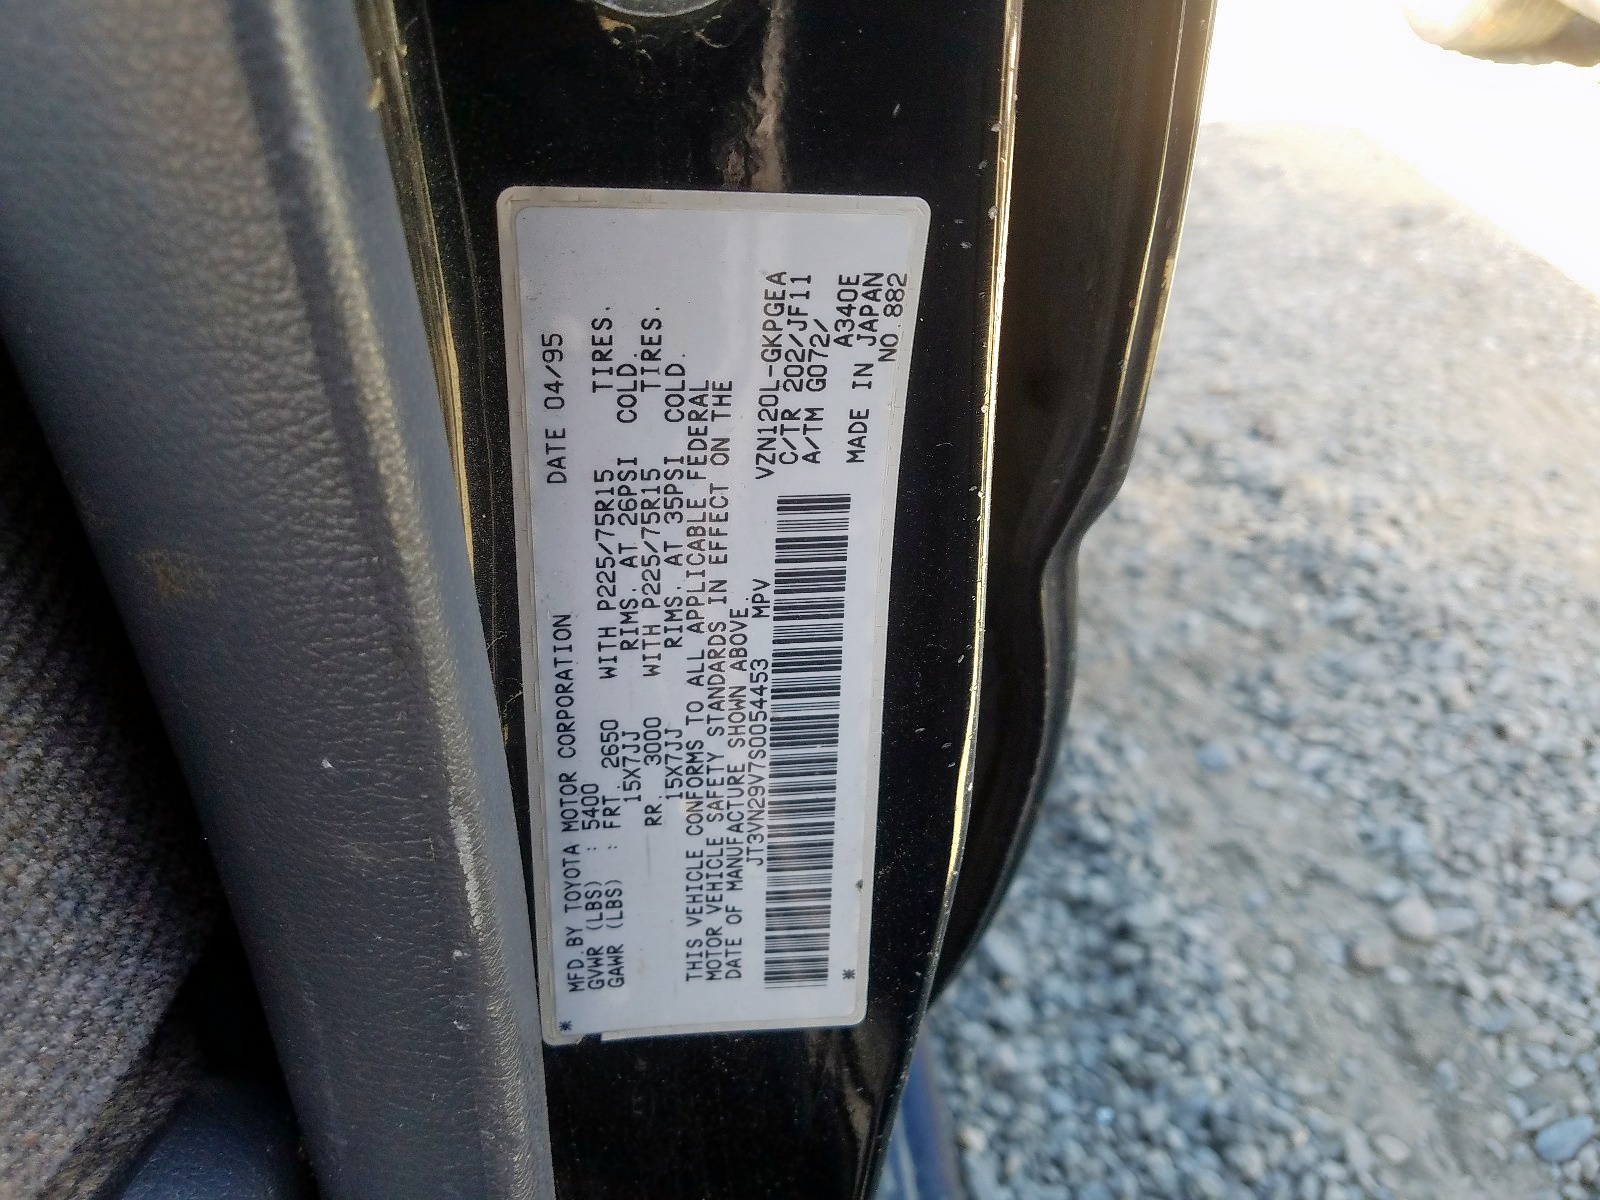 MFD.BY TOYOTA MOTOR CORPORATION DATE 04/95
GVWR (LBS) : 5400
GAWR (LBS) : FRT. 2650 WITH P225/75R15 TIRES.
15X7JJ RIMS. AT 26PSI COLD.
RR. 3000 WITH P225/75R15 TIRES.
15X7JJ RIMS. AT 35PSI COLD.
THIS VEHICLE CONFORMS TO ALL APPLICABLE FEDERAL
MOTOR VEHICLE SAFETY STANDARDS IN EFFECT ON THE
DATE OF MANUFACTURE SHOWN ABOVE.
JT3VN29V7S0054453 MPV VZN120L-GKPGEA
C/TR 202/JF11
A/TM G072/ A340E
* MADE IN JAPAN *
NO.882